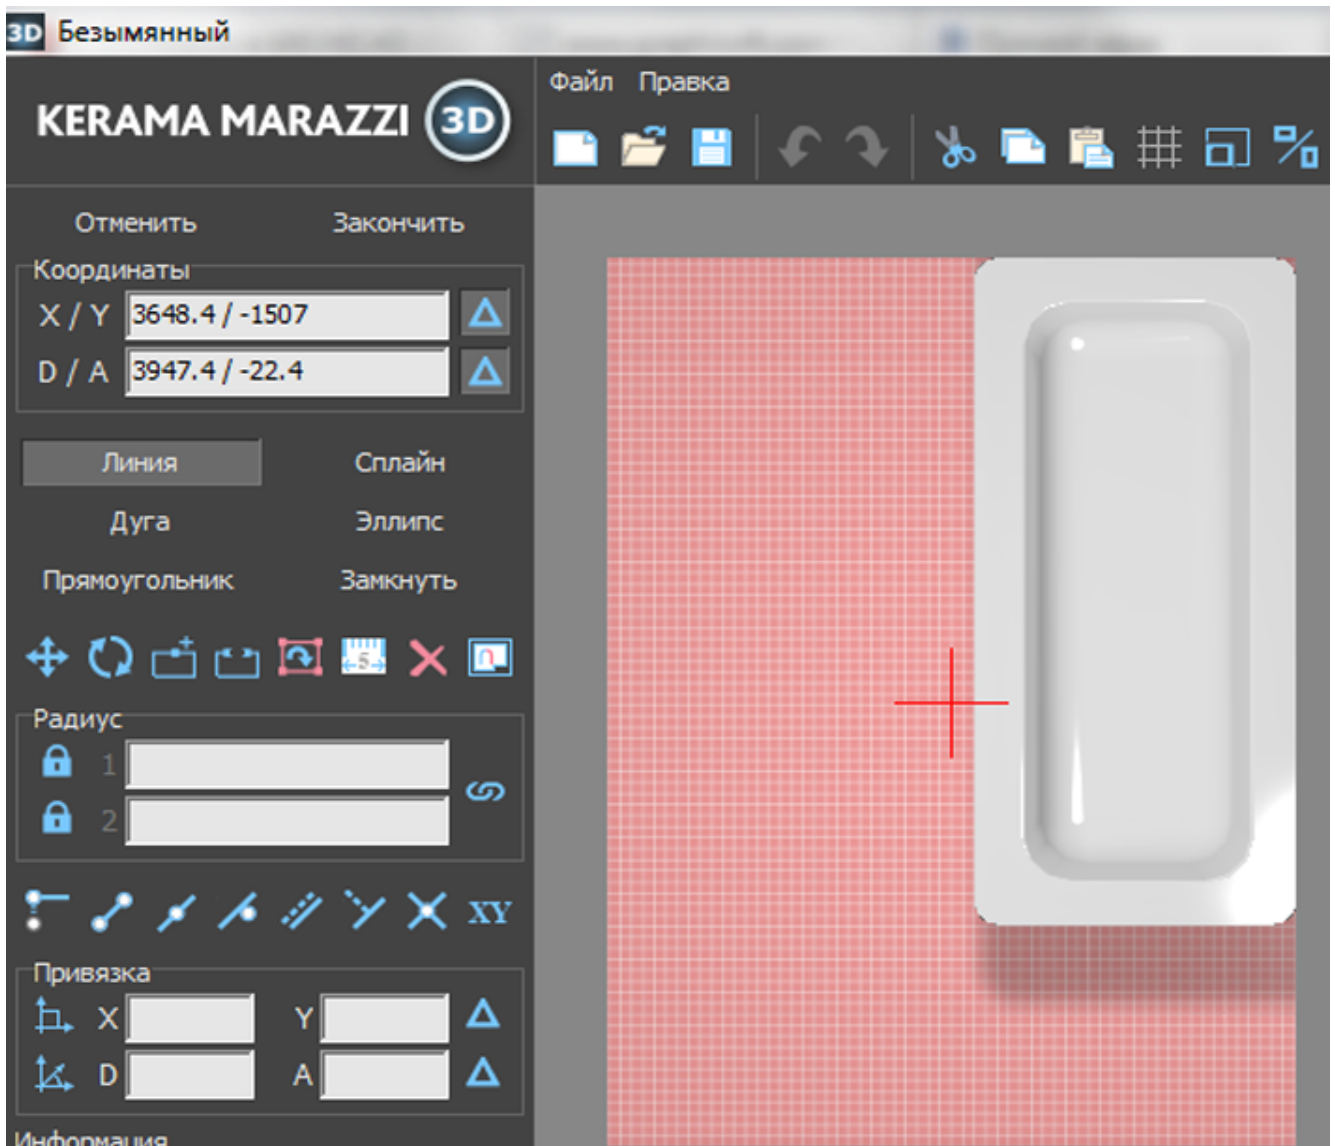 3D Безымянный
KERAMA MARAZZI 3D
Файл Правка
Отменить Закончить
Координаты
X / Y 3648.4 / -1507
D / A 3947.4 / -22.4
Линия Сплайн
Дуга Эллипс
Прямоугольник Замкнуть
5
Радиус
1
2
XY
Привязка
X Y
D A
Информация